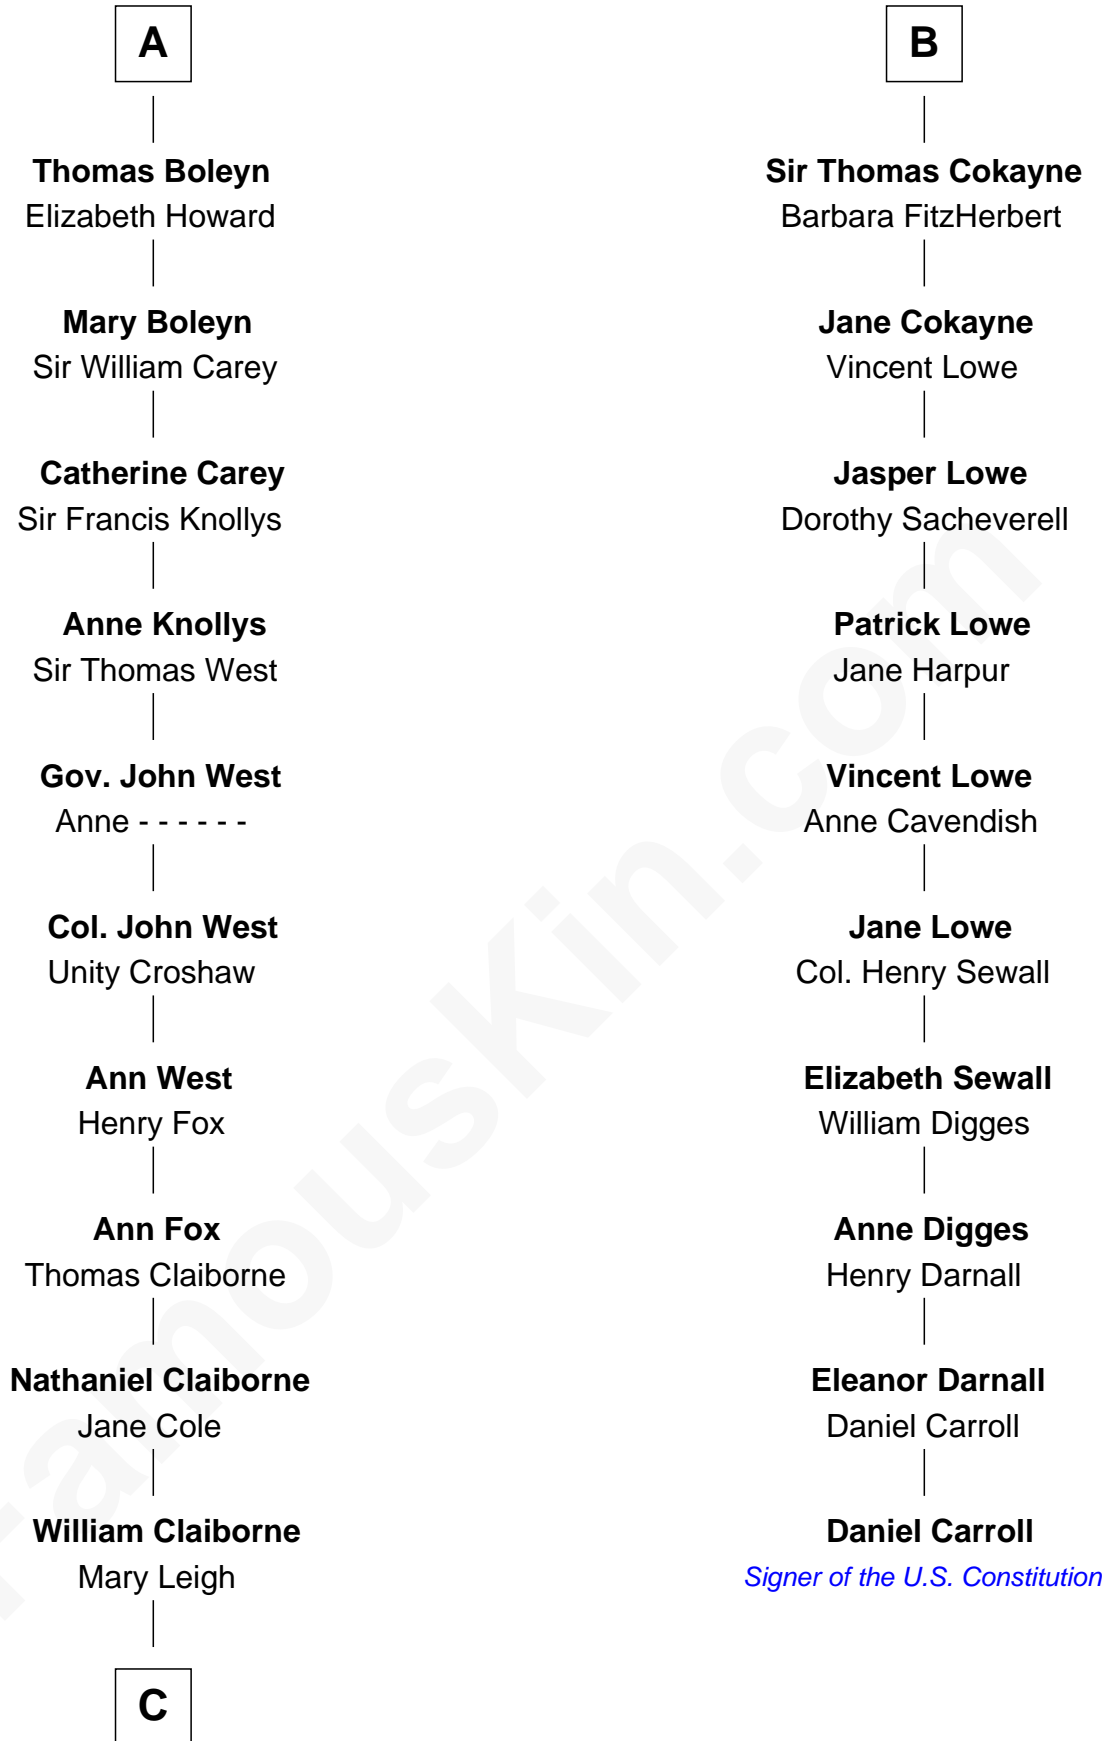 A
Thomas Boleyn
Elizabeth Howard
Mary Boleyn
Sir William Carey
Catherine Carey
Sir Francis Knollys
Anne Knollys
Sir Thomas West
Gov. John West
Anne - - - - - -
Col. John West
Unity Croshaw
Ann West
Henry Fox
Ann Fox
Thomas Claiborne
Nathaniel Claiborne
Jane Cole
William Claiborne
Mary Leigh
C
B
Sir Thomas Cokayne
Barbara FitzHerbert
Jane Cokayne
Vincent Lowe
Jasper Lowe
Dorothy Sacheverell
Patrick Lowe
Jane Harpur
Vincent Lowe
Anne Cavendish
Jane Lowe
Col. Henry Sewall
Elizabeth Sewall
William Digges
Anne Digges
Henry Darnall
Eleanor Darnall
Daniel Carroll
Daniel Carroll
Signer of the U.S. Constitution
FamousKin.com